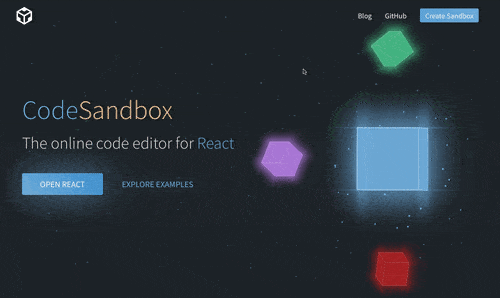 Blog GitHub Create Sandbox
CodeSandbox
The online code editor for React
OPEN REACT EXPLORE EXAMPLES